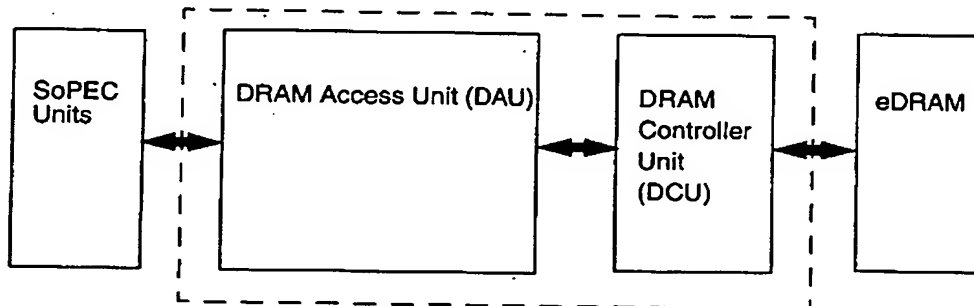 SoPEC
Units
DRAM Access Unit (DAU)
DRAM
Controller
Unit
(DCU)
eDRAM